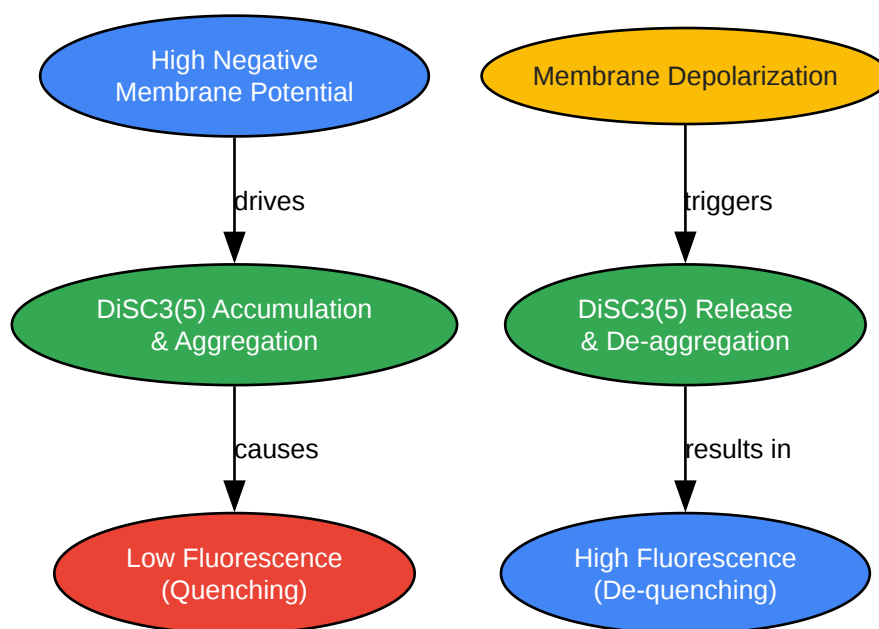 High Negative
Membrane Potential
drives
DiSC3(5) Accumulation
& Aggregation
causes
Low Fluorescence
(Quenching)
Membrane Depolarization
triggers
DiSC3(5) Release
& De-aggregation
results in
High Fluorescence
(De-quenching)